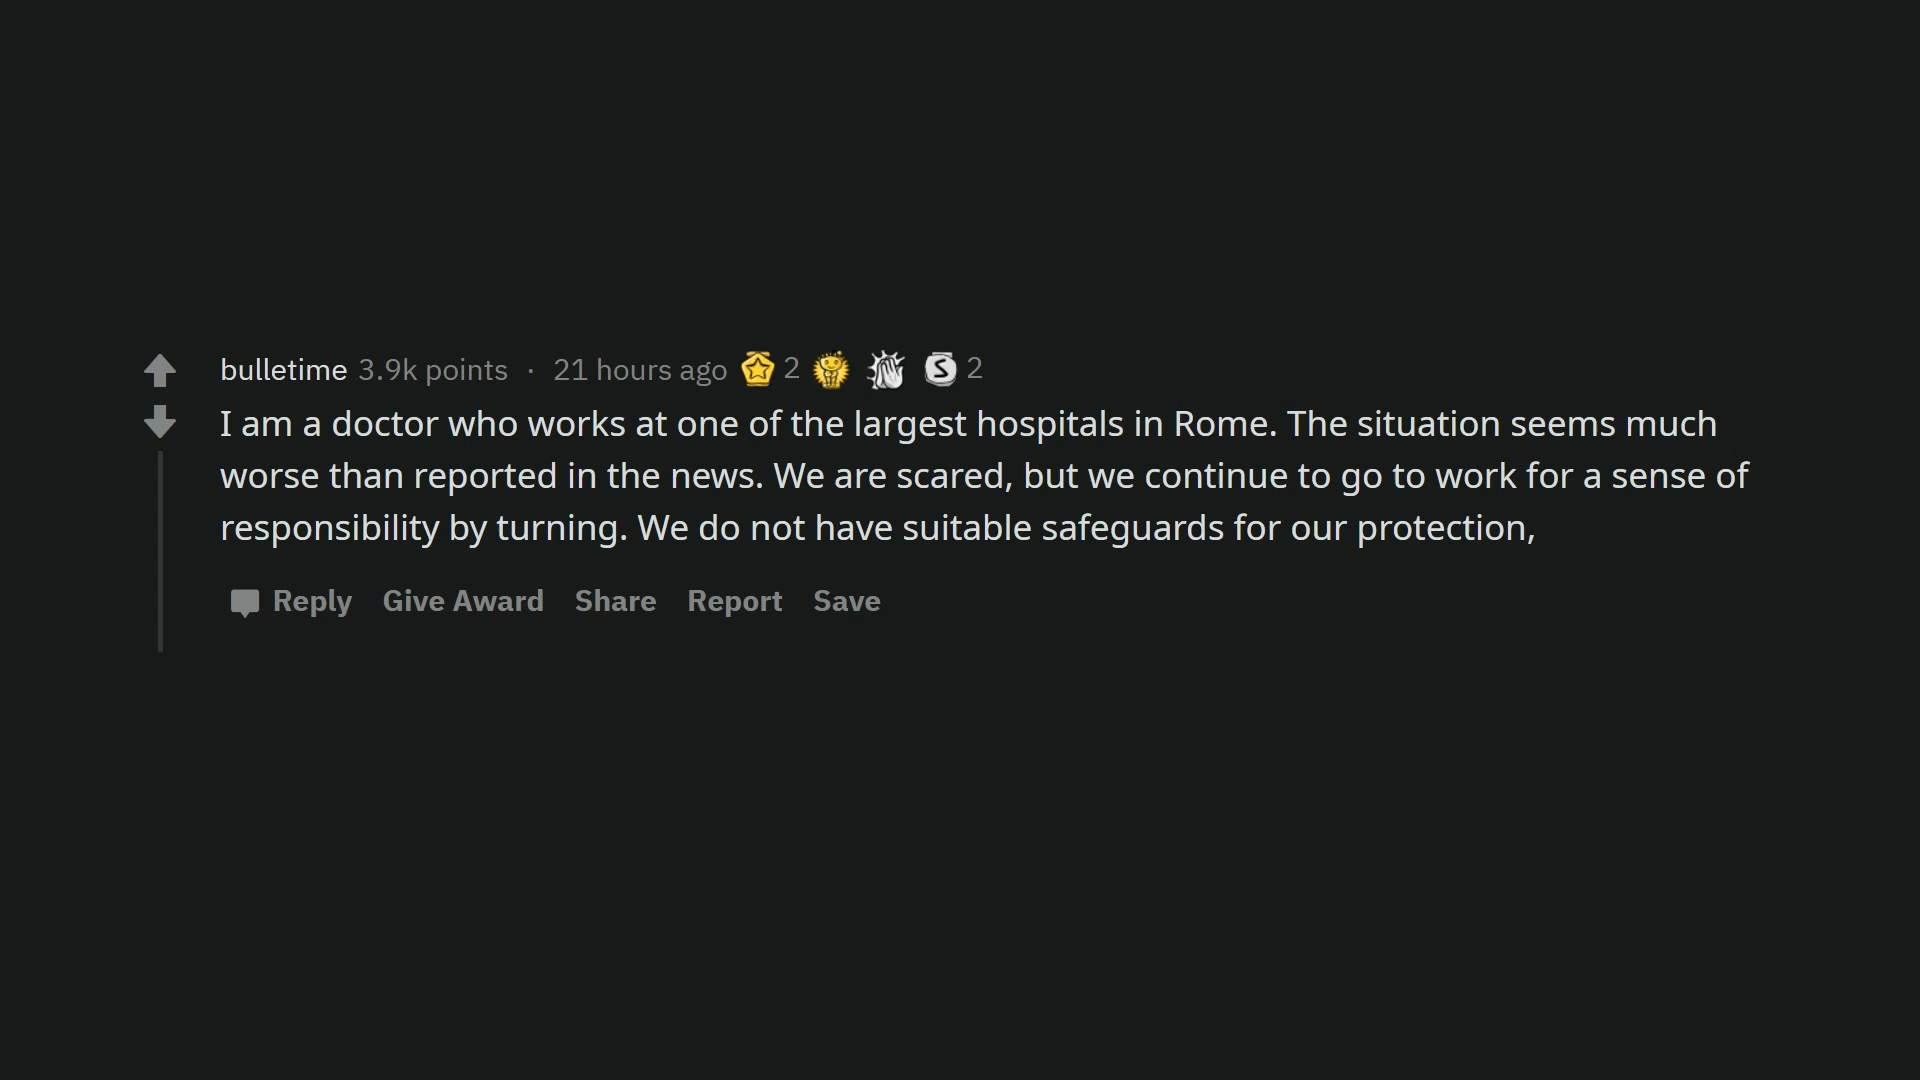 bulletime 3.9k points · 21 hours ago 2 S 2
I am a doctor who works at one of the largest hospitals in Rome. The situation seems much
worse than reported in the news. We are scared, but we continue to go to work for a sense of
responsibility by turning. We do not have suitable safeguards for our protection,
Reply Give Award Share Report Save